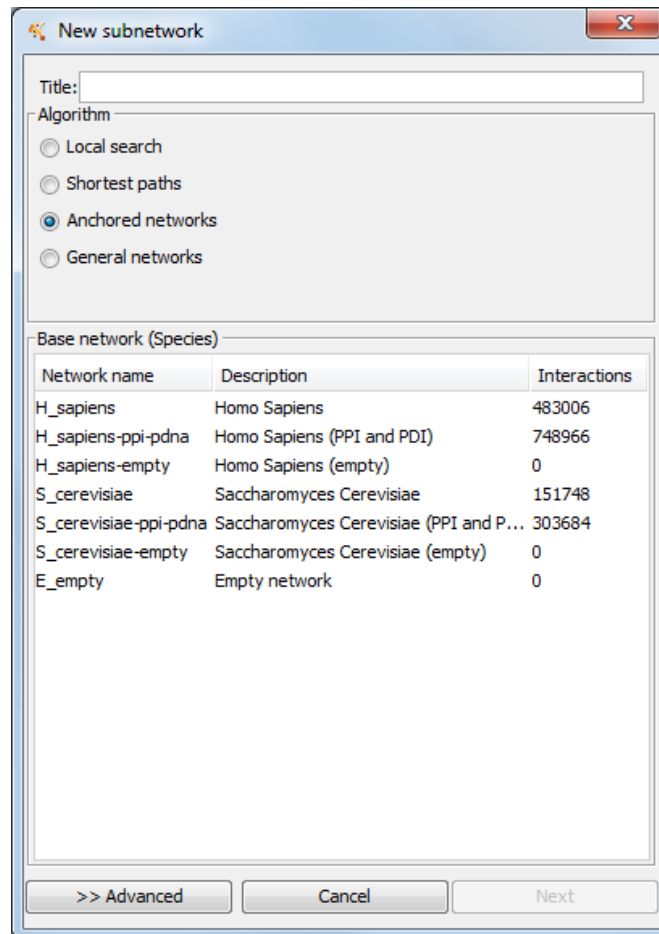 New subnetwork
x
Title:
Algorithm
Local search
Shortest paths
Anchored networks
General networks
Base network (Species)
Network name Description Interactions
H_sapiens Homo Sapiens 483006
H_sapiens-ppi-pdna Homo Sapiens (PPI and PDI) 748966
H_sapiens-empty Homo Sapiens (empty) 0
S_cerevisiae Saccharomyces Cerevisiae 151748
S_cerevisiae-ppi-pdna Saccharomyces Cerevisiae (PPI and P... 303684
S_cerevisiae-empty Saccharomyces Cerevisiae (empty) 0
E_empty Empty network 0
>> Advanced Cancel Next